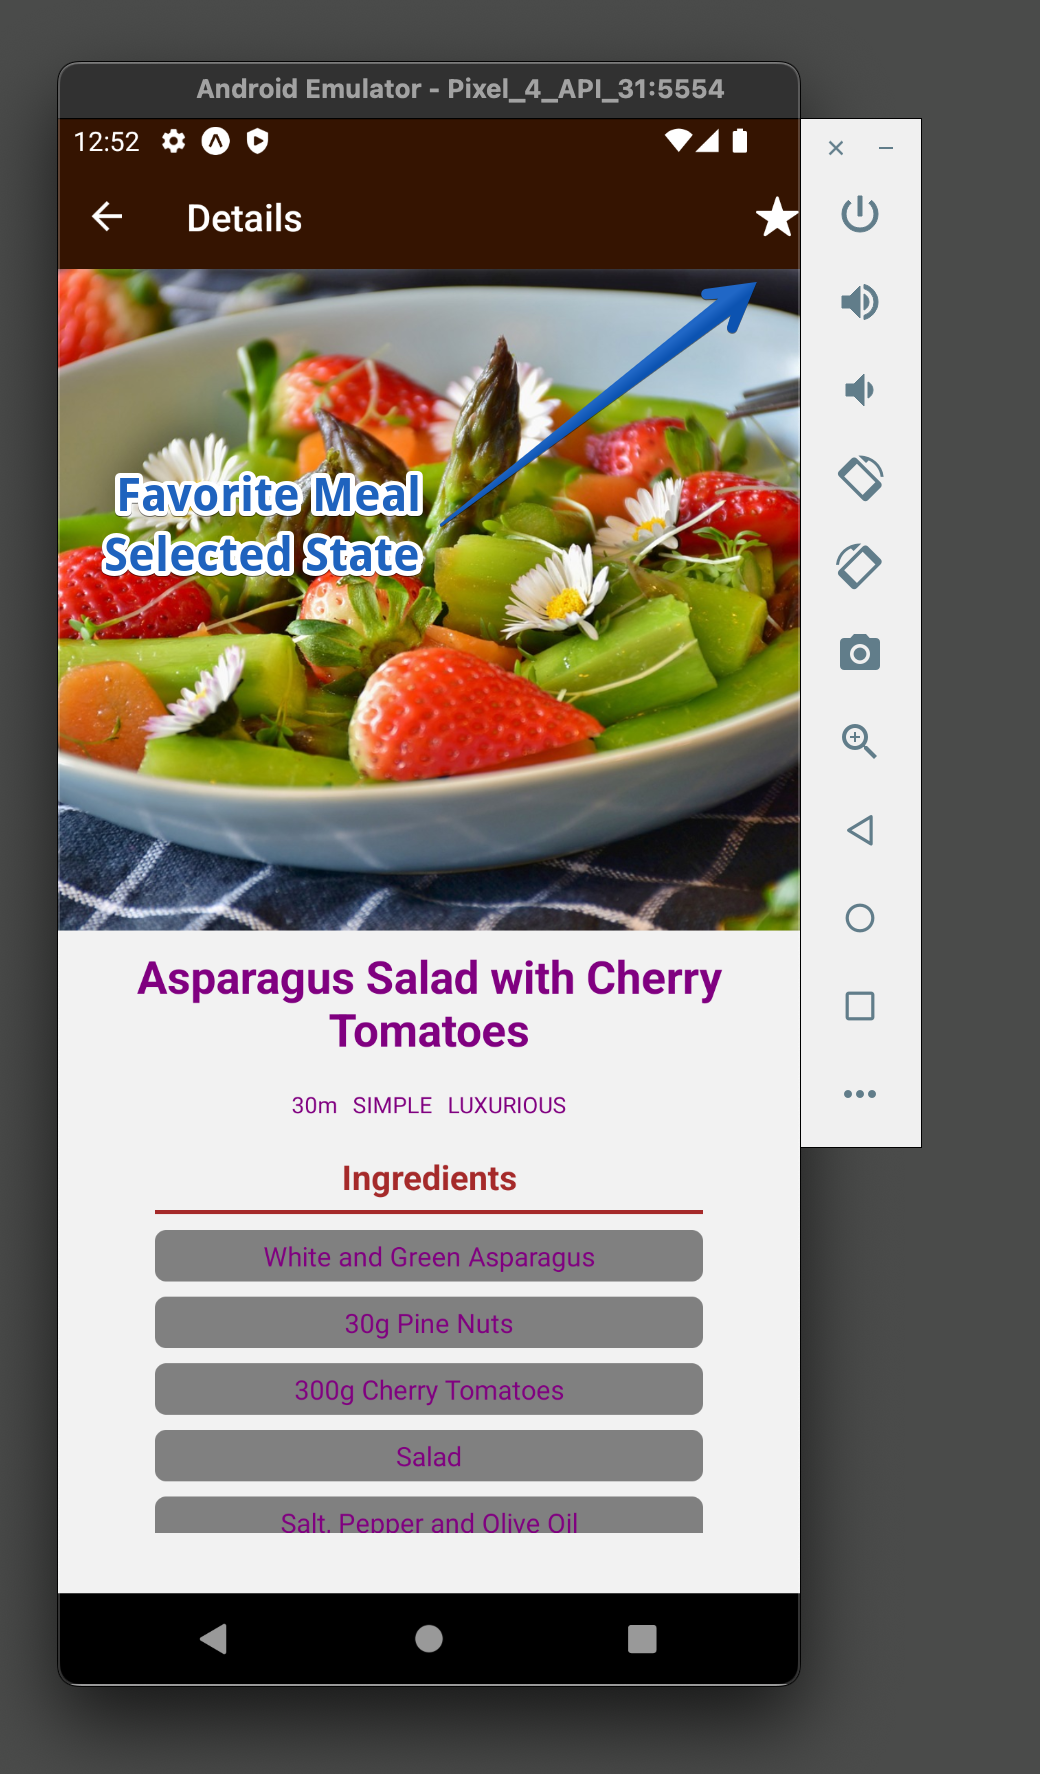 Android Emulator - Pixel_4_API_31:5554
12:52
Details
Favorite Meal
Selected State
Asparagus Salad with Cherry
Tomatoes
30m SIMPLE LUXURIOUS
Ingredients
White and Green Asparagus
30g Pine Nuts
300g Cherry Tomatoes
Salad
Salt, Pepper and Olive Oil